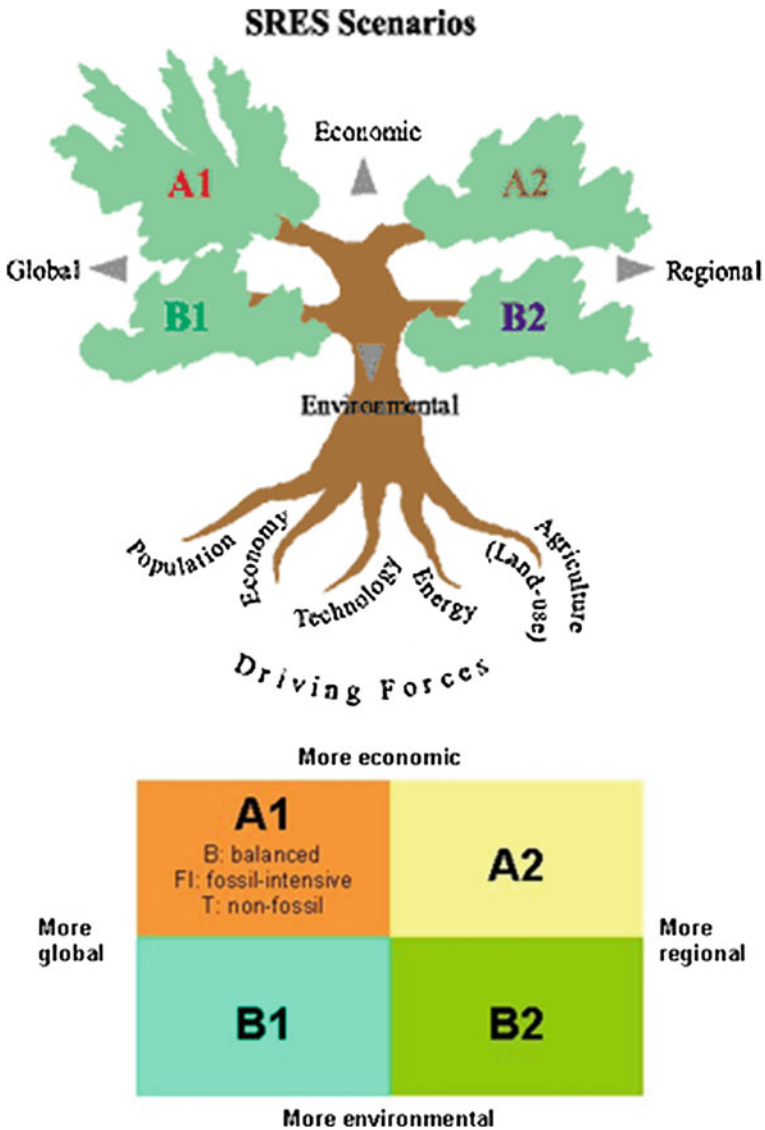 SRES Scenarios
Economic
A1
A2
Global
Regional
B1
B2
Environmental
Population
Economy
Technology
Energy
(Land-use)
Agriculture
Driving Forces
More economic
A1
B: balanced
FI: fossil-intensive
T: non-fossil
A2
More
global
More
regional
B1
B2
More environmental